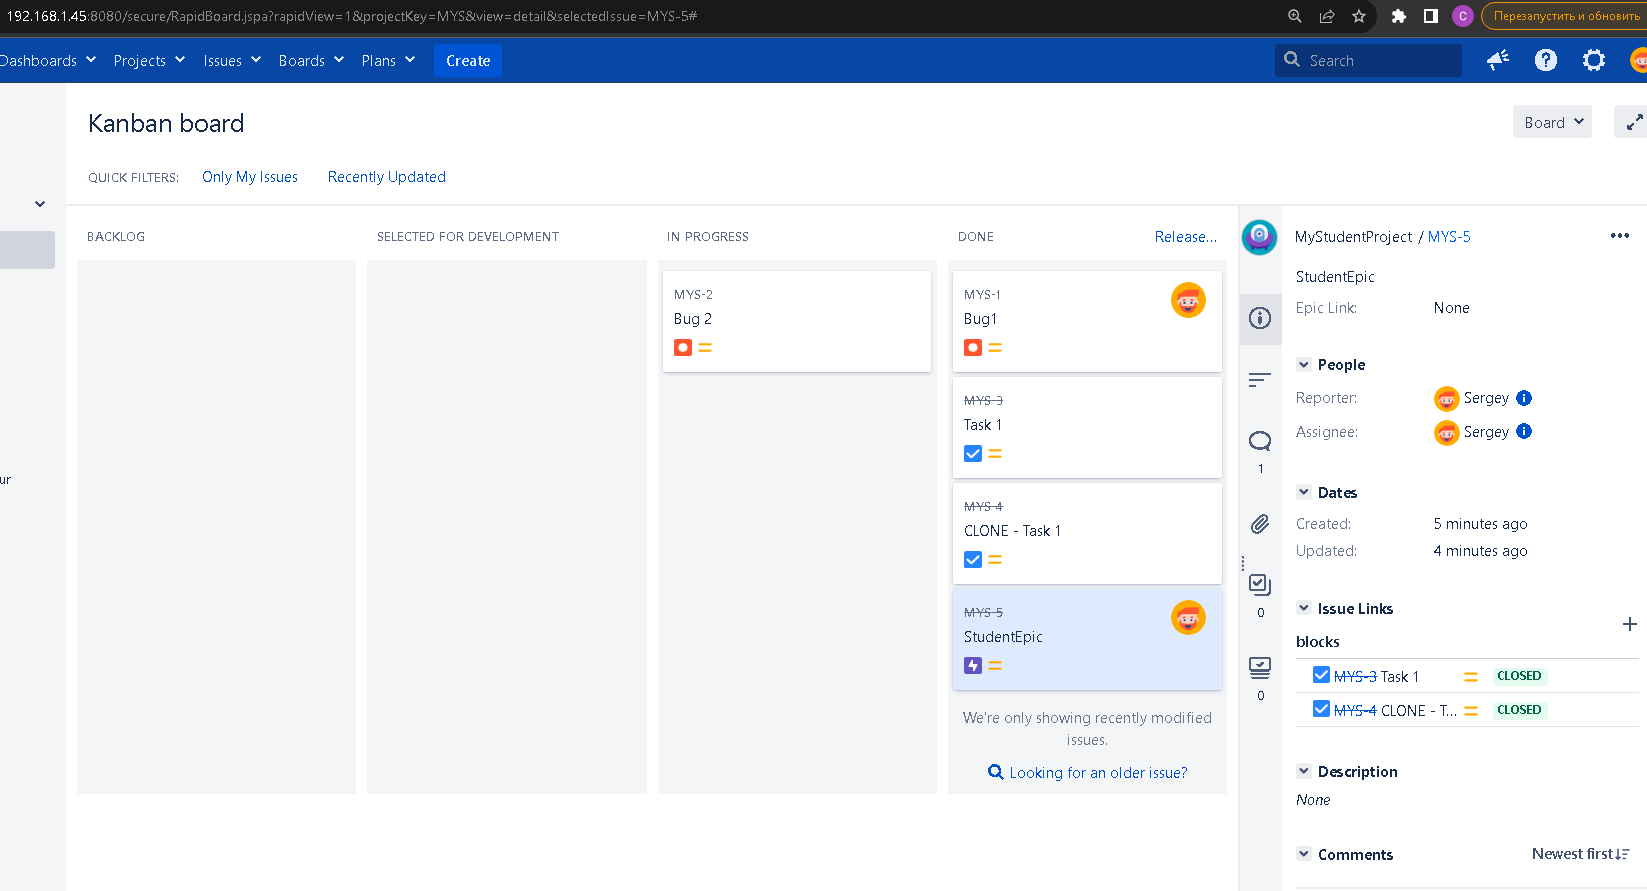 192.168.1.45:8080/secure/RapidBoard.jspa?rapidView=1&projectKey=MYS&view=detail&selectedIssue=MYS-5#
C
Перезапустить и обновить
Dashboards Projects Issues Boards Plans Create
Search
Kanban board
Board
QUICK FILTERS: Only My Issues Recently Updated
BACKLOG
SELECTED FOR DEVELOPMENT
IN PROGRESS
MYS-2
Bug 2
DONE
Release...
MYS-1
Bug1
MYS-3
Task 1
MYS-4
CLONE - Task 1
MYS-5
StudentEpic
We're only showing recently modified
issues.
Looking for an older issue?
ur
1
0
0
MyStudentProject / MYS-5
StudentEpic
Epic Link: None
People
Reporter: Sergey
Assignee: Sergey
Dates
Created: 5 minutes ago
Updated: 4 minutes ago
Issue Links
blocks
MYS-3 Task 1 CLOSED
MYS-4 CLONE - T... CLOSED
Description
None
Comments Newest first